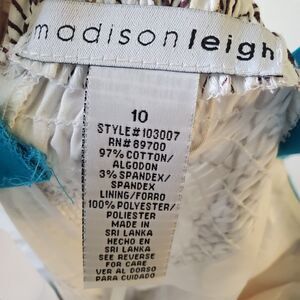 madisonleigh
10
STYLE#103007
RN#89700
97% COTTON/
ALGODON
3% SPANDEX/
SPANDEX
LINING/FORRO
100% POLYESTER/
POLIESTER
MADE IN
SRI LANKA
HECHO EN
SRI LANKA
SEE REVERSE
FOR CARE
VER AL DORSO
PARA CUIDADO